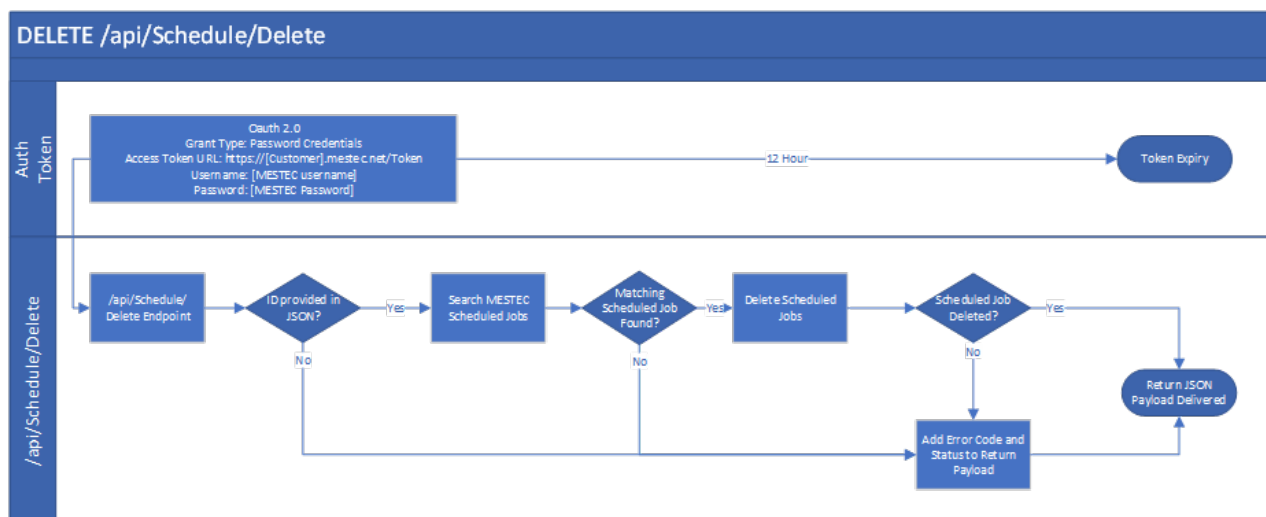 DELETE /api/Schedule/Delete
Auth
Token
Oauth 2.0
Grant Type: Password Credentials
Access Token URL: https://[Customer].mestec.net/Token
Username: [MESTEC username]
Password: [MESTEC Password]
12 Hour
Token Expiry
/api/Schedule/Delete
/api/Schedule/
Delete Endpoint
ID provided in
JSON?
Yes
Search MESTEC
Scheduled Jobs
Matching
Scheduled Job
Found?
Yes
Delete Scheduled
Jobs
Scheduled Job
Deleted?
Yes
No
No
No
Return JSON
Payload Delivered
Add Error Code and
Status to Return
Payload